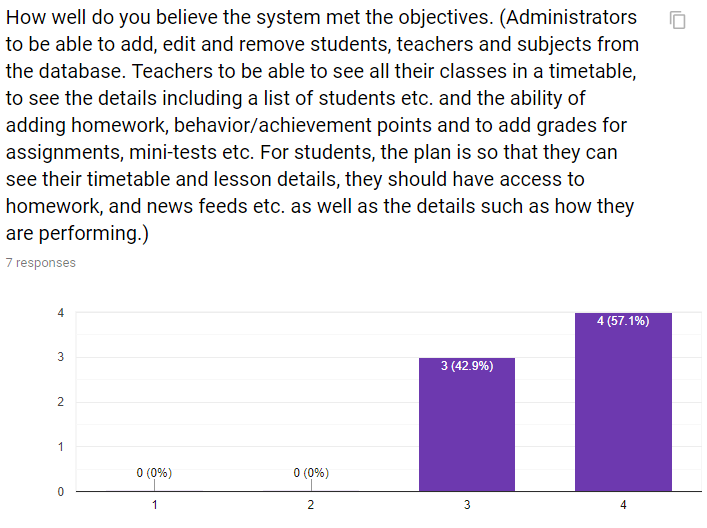 How well do you believe the system met the objectives. (Administrators
to be able to add, edit and remove students, teachers and subjects from
the database. Teachers to be able to see all their classes in a timetable,
to see the details including a list of students etc. and the ability of
adding homework, behavior/achievement points and to add grades for
assignments, mini-tests etc. For students, the plan is so that they can
see their timetable and lesson details, they should have access to
homework, and news feeds etc. as well as the details such as how they
are performing.)
7 responses
4
4 (57.1%)
3
3 (42.9%)
2
1
0 (0%)
0 (0%)
0
1
2
3
4